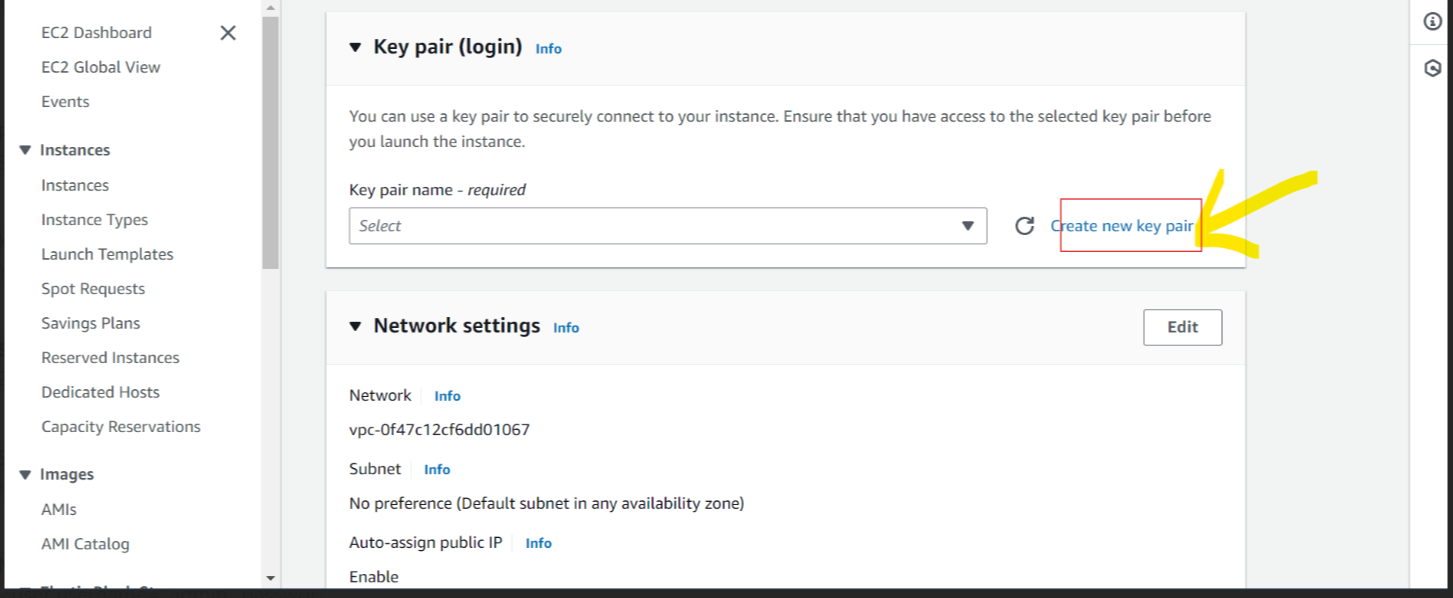 EC2 Dashboard
EC2 Global View
Events
Instances
Instances
Instance Types
Launch Templates
Spot Requests
Savings Plans
Reserved Instances
Dedicated Hosts
Capacity Reservations
Images
AMIs
AMI Catalog
Key pair (login) Info
You can use a key pair to securely connect to your instance. Ensure that you have access to the selected key pair before
you launch the instance.
Key pair name - required
Select
Create new key pair
Network settings Info
Edit
Network Info
vpc-0f47c12cf6dd01067
Subnet Info
No preference (Default subnet in any availability zone)
Auto-assign public IP Info
Enable